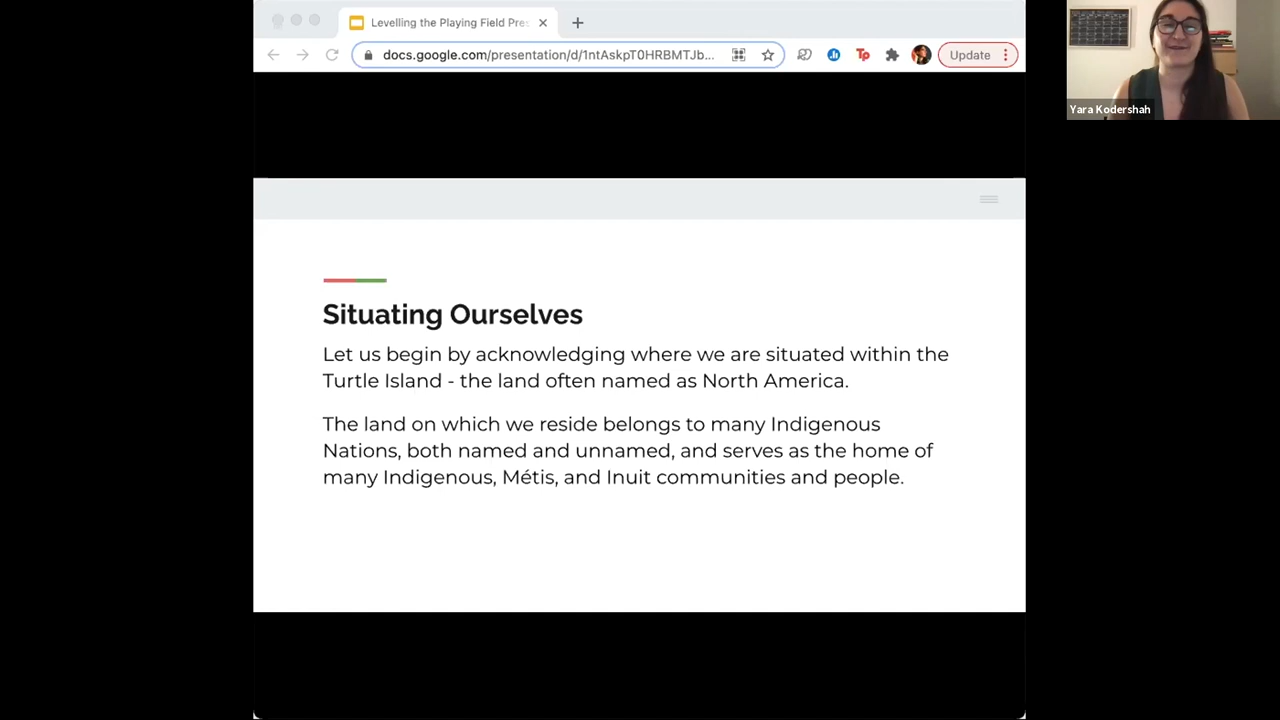 Levelling the Playing Field Pre
docs.google.com/presentation/d/1ntAskpT0HRBMTJb...
Tp
Update
Yara Kodershah
Situating Ourselves
Let us begin by acknowledging where we are situated within the
Turtle Island - the land often named as North America.
The land on which we reside belongs to many Indigenous
Nations, both named and unnamed, and serves as the home of
many Indigenous, Métis, and Inuit communities and people.